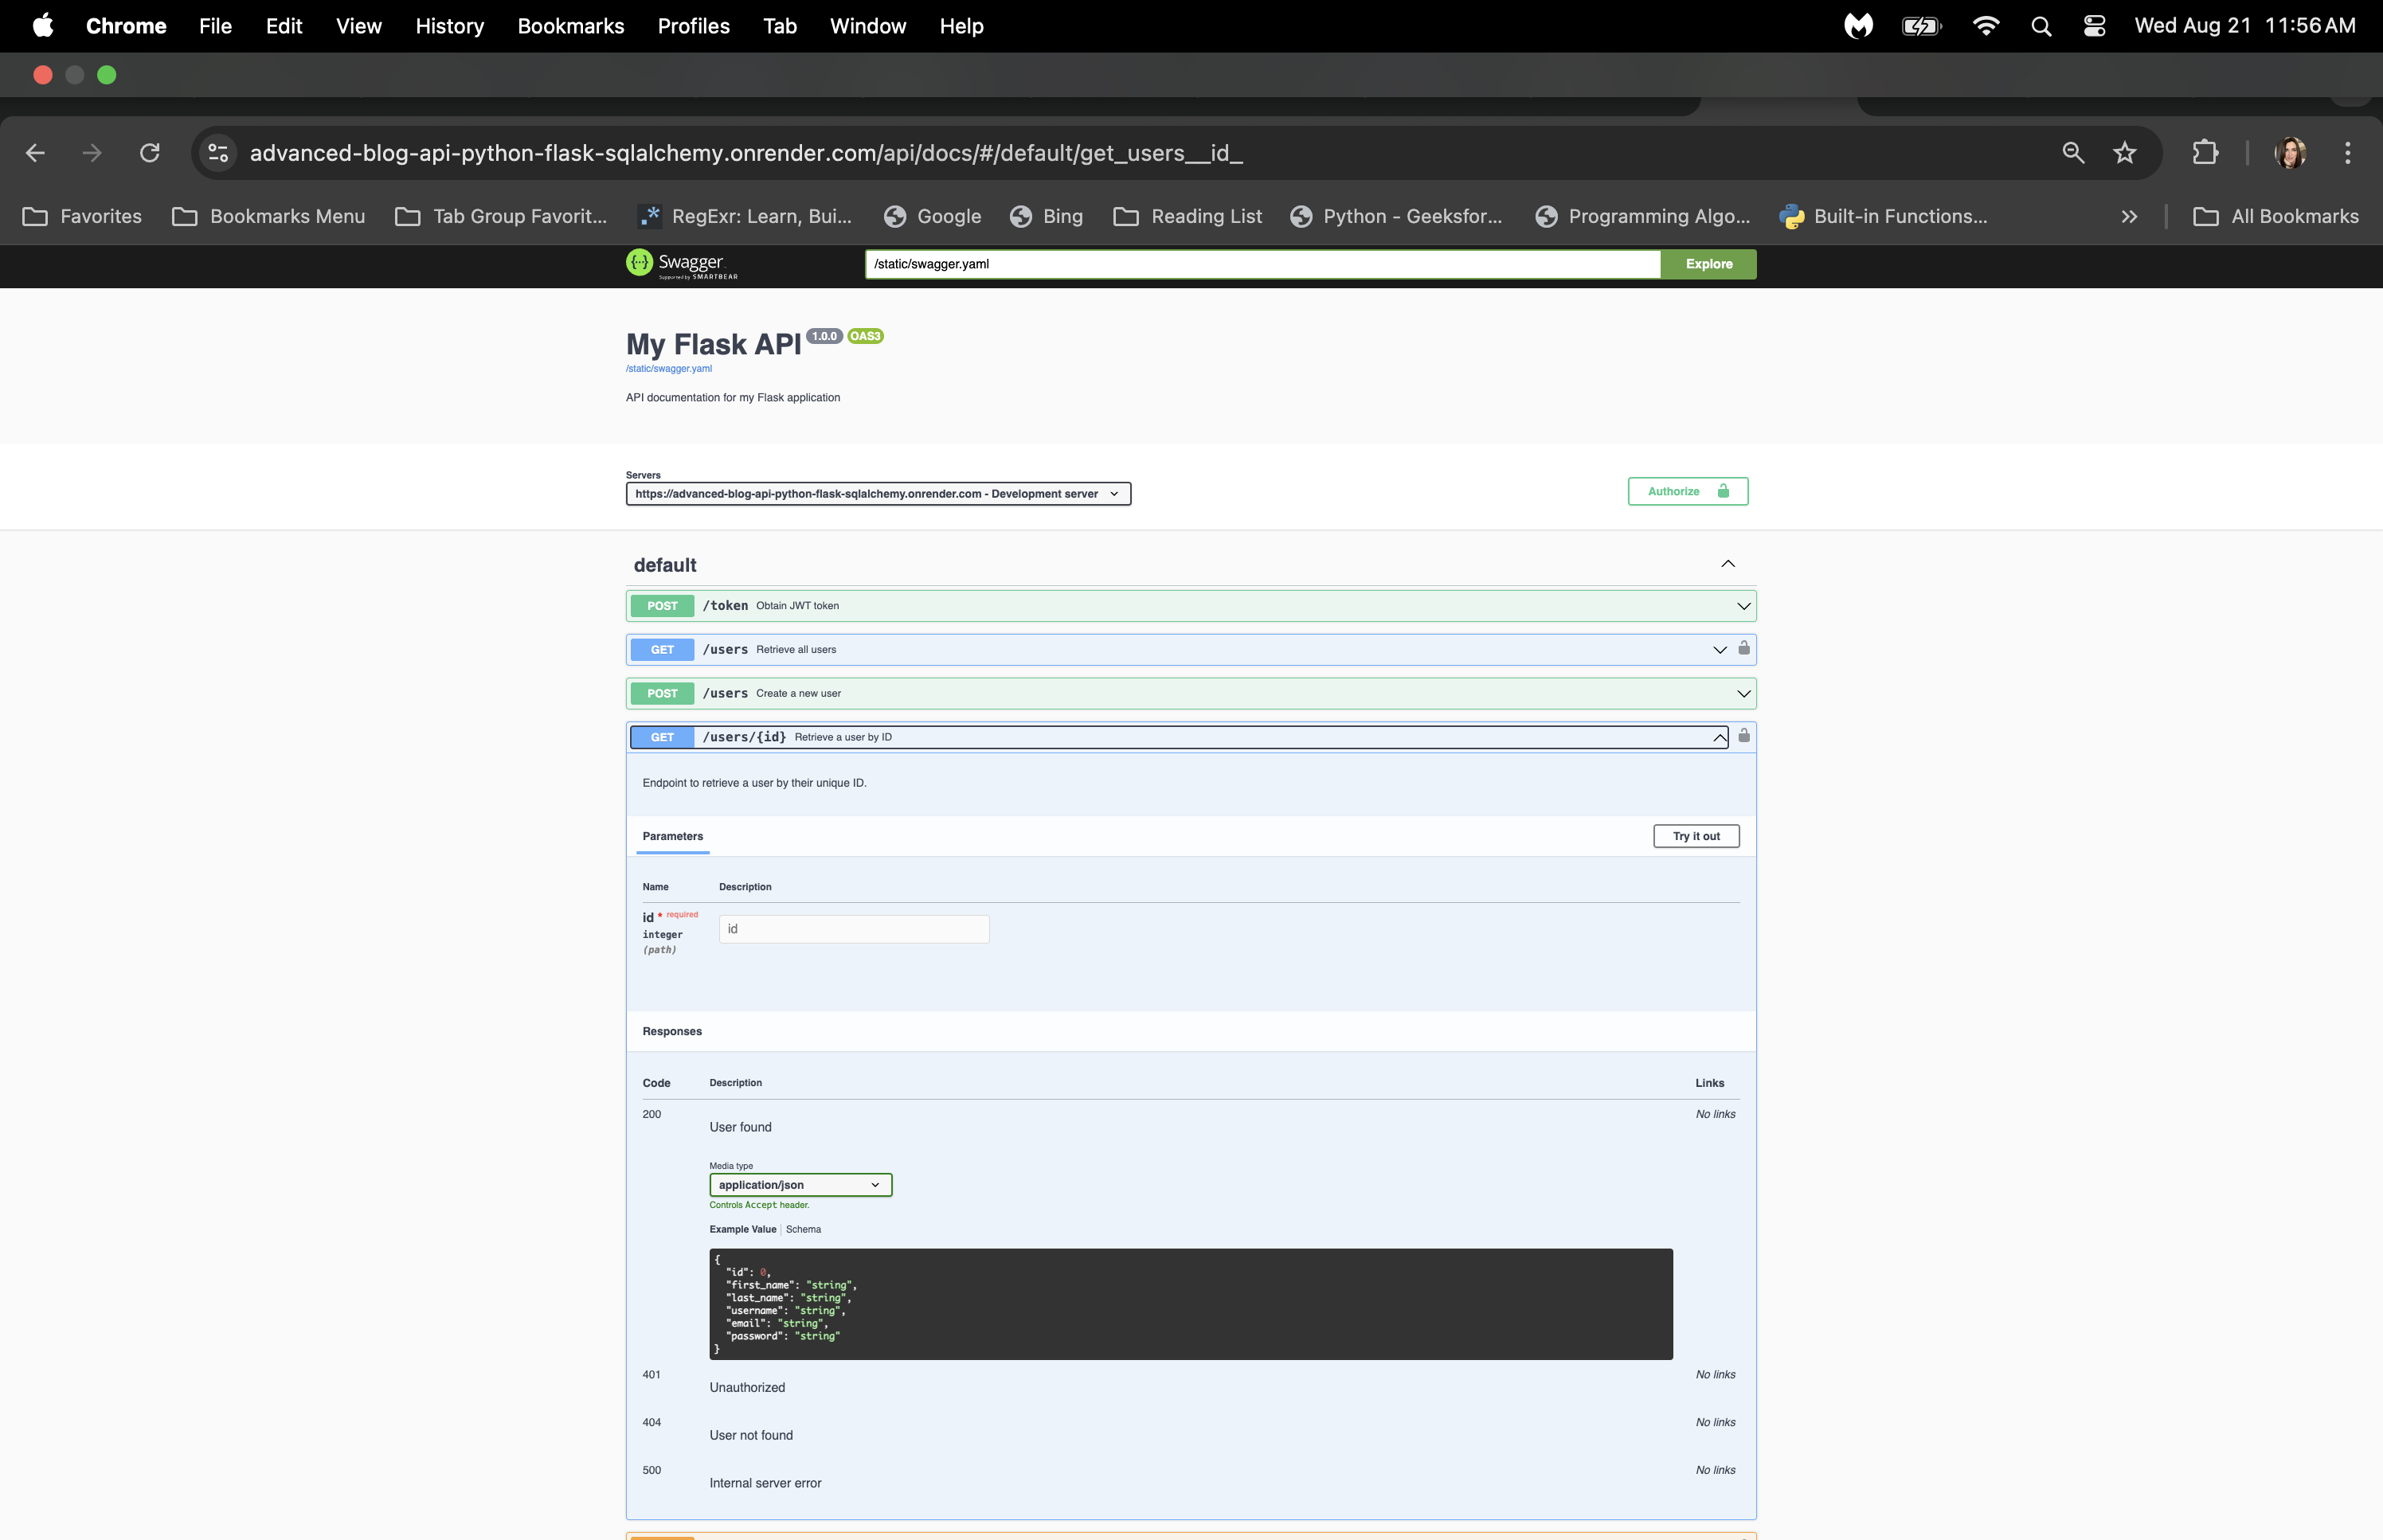 Chrome File Edit View History Bookmarks Profiles Tab Window Help Wed Aug 21 11:56 AM
advanced-blog-api-python-flask-sqlalchemy.onrender.com/api/docs/#/default/get_users__id_
Favorites Bookmarks Menu Tab Group Favorit... RegExr: Learn, Bui... Google Bing Reading List Python - Geeksfor... Programming Algo... Built-in Functions... » All Bookmarks
{···} Swagger /static/swagger.yaml Explore
Supported by SMARTBEAR
My Flask API 1.0.0 OAS3
/static/swagger.yaml
API documentation for my Flask application
Servers
https://advanced-blog-api-python-flask-sqlalchemy.onrender.com - Development server
Authorize
default
POST /token Obtain JWT token
GET /users Retrieve all users
POST /users Create a new user
GET /users/{id} Retrieve a user by ID
Endpoint to retrieve a user by their unique ID.
Parameters Try it out
Name Description
id * required
integer
(path)
id
Responses
Code Description Links
200 No links
User found
Media type
application/json
Controls Accept header.
Example Value Schema
{
"id": 0,
"first_name": "string",
"last_name": "string",
"username": "string",
"email": "string",
"password": "string"
}
401 No links
Unauthorized
404 No links
User not found
500 No links
Internal server error